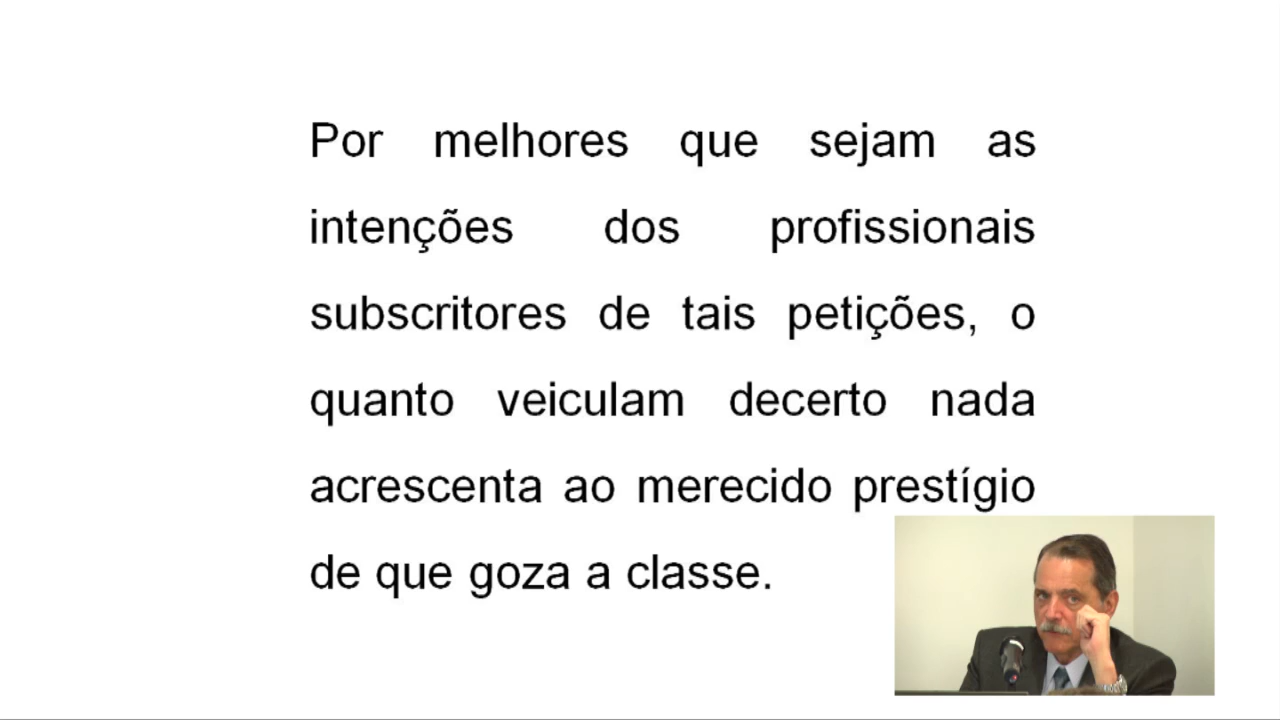 Por melhores que sejam as
intenções dos profissionais
subscritores de tais petições, o
quanto veiculam decerto nada
acrescenta ao merecido prestígio
de que goza a classe.